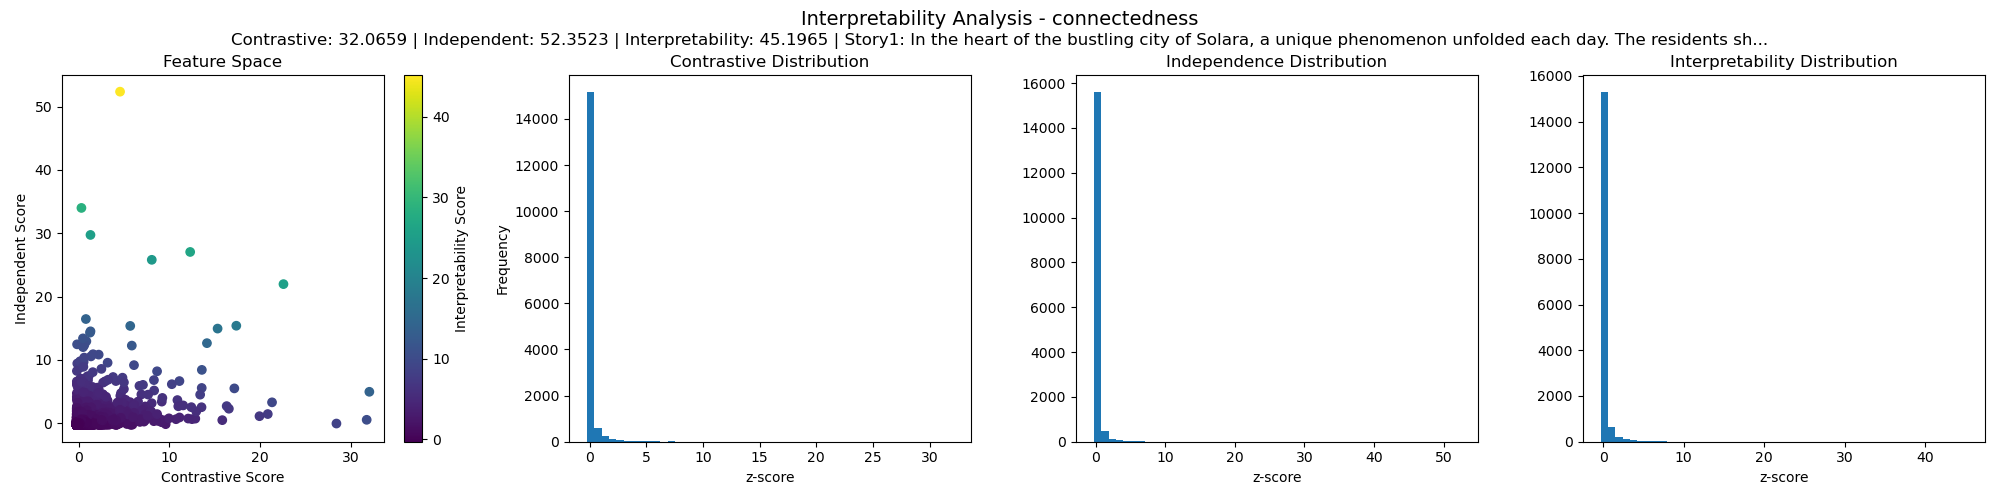 Interpretability Analysis - connectedness
Contrastive: 32.0659 | Independent: 52.3523 | Interpretability: 45.1965 | Story1: In the heart of the bustling city of Solara, a unique phenomenon unfolded each day. The residents sh...
Feature Space
50
40
30
20
10
0
Independent Score
0 10 20 30
Contrastive Score
40
30
20
10
0
Interpretability Score
Contrastive Distribution
14000
12000
10000
8000
6000
4000
2000
0
Frequency
0 5 10 15 20 25 30
z-score
Independence Distribution
16000
14000
12000
10000
8000
6000
4000
2000
0
0 10 20 30 40 50
z-score
Interpretability Distribution
16000
14000
12000
10000
8000
6000
4000
2000
0
0 10 20 30 40
z-score